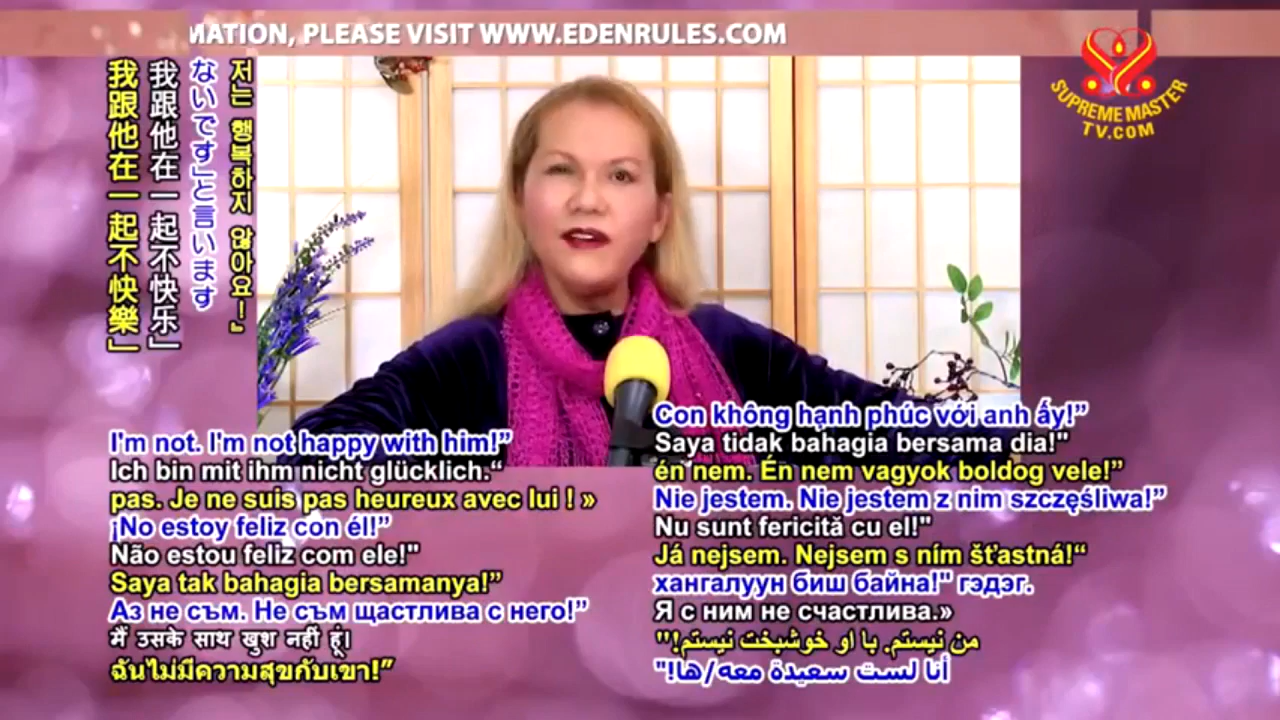 MATION, PLEASE VISIT WWW.EDENRULES.COM
SUPREME MASTER
TV.COM
저는 행복하지 않아요!』
ないです」と言います
我跟他在一起不快乐」
我跟他在一起不快樂」
I'm not. I'm not happy with him!”
Ich bin mit ihm nicht glücklich.“
pas. Je ne suis pas heureux avec lui ! »
¡No estoy feliz con él!”
Não estou feliz com ele!"
Saya tak bahagia bersamanya!”
Аз не съм. Не съм щастлива с него!”
मैं उसके साथ खुश नहीं हूं।
ฉันไม่มีความสุขกับเขา!”
Con không hạnh phúc với anh ấy!”
Saya tidak bahagia bersama dia!"
én nem. Én nem vagyok boldog vele!”
Nie jestem. Nie jestem z nim szczęśliwa!”
Nu sunt fericită cu el!"
Já nejsem. Nejsem s ním šťastná!“
хангалуун биш байна!" гэдэг.
Я с ним не счастлива.»
من نیستم. با او خوشبخت نیستم!"
أنا لست سعيدة معه/ها!"